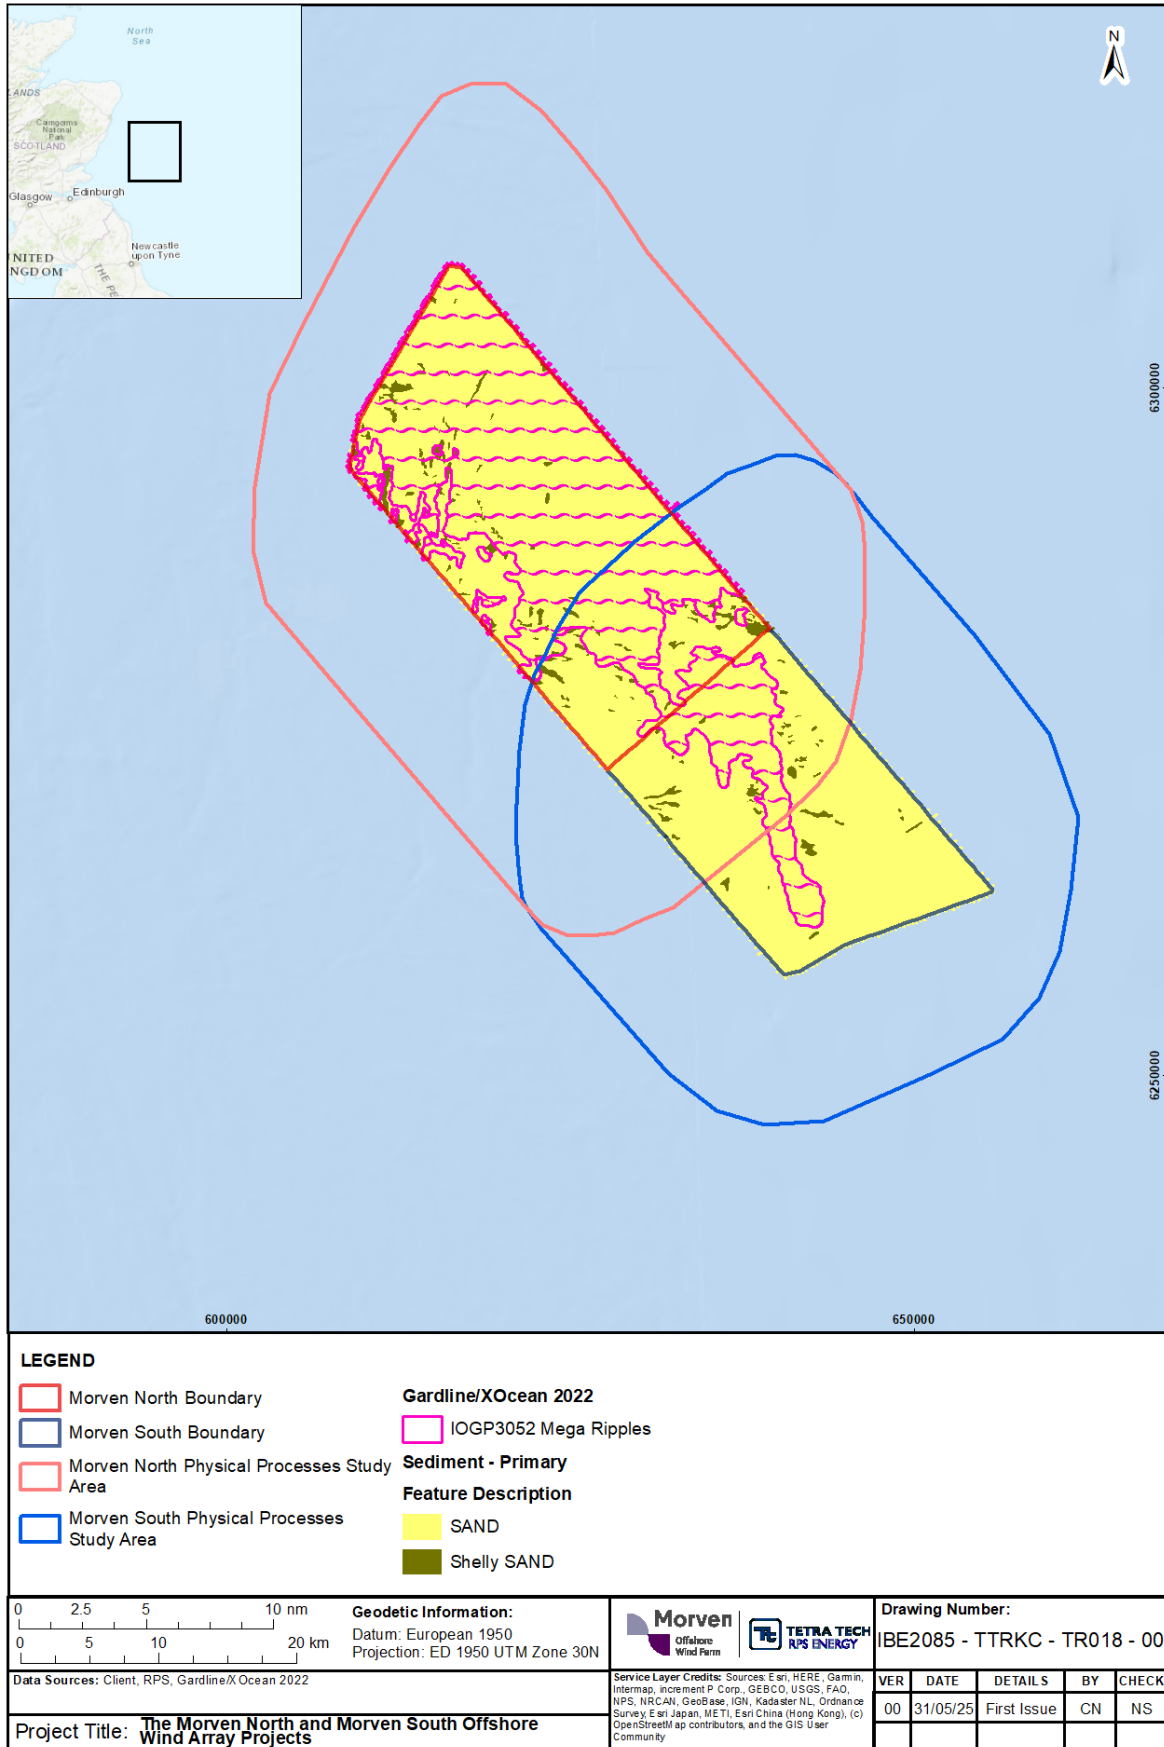 North
Sea
LANDS
Cairngorms
National
Park
SCOTLAND
Glasgow
Edinburgh
Newcastle
upon Tyne
NITED
NGDOM
THE PE
N
6300000
6250000
600000
650000
LEGEND
Morven North Boundary
Morven South Boundary
Morven North Physical Processes Study
Area
Morven South Physical Processes
Study Area
Gardline/XOcean 2022
IOGP3052 Mega Ripples
Sediment - Primary
Feature Description
SAND
Shelly SAND
0 2.5 5 10 nm
0 5 10 20 km
Geodetic Information:
Datum: European 1950
Projection: ED 1950 UTM Zone 30N
Data Sources: Client, RPS, Gardline/XOcean 2022
Project Title: The Morven North and Morven South Offshore
Wind Array Projects
Morven
Offshore
Wind Farm
Tt
TETRA TECH
RPS ENERGY
Service Layer Credits: Sources: Esri, HERE, Garmin,
Intermap, increment P Corp., GEBCO, USGS, FAO,
NPS, NRCAN, GeoBase, IGN, Kadaster NL, Ordnance
Survey, Esri Japan, METI, Esri China (Hong Kong), (c)
OpenStreetMap contributors, and the GIS User
Community
Drawing Number:
IBE2085 - TTRKC - TR018 - 00
VER DATE DETAILS BY CHECK
00 31/05/25 First Issue CN NS